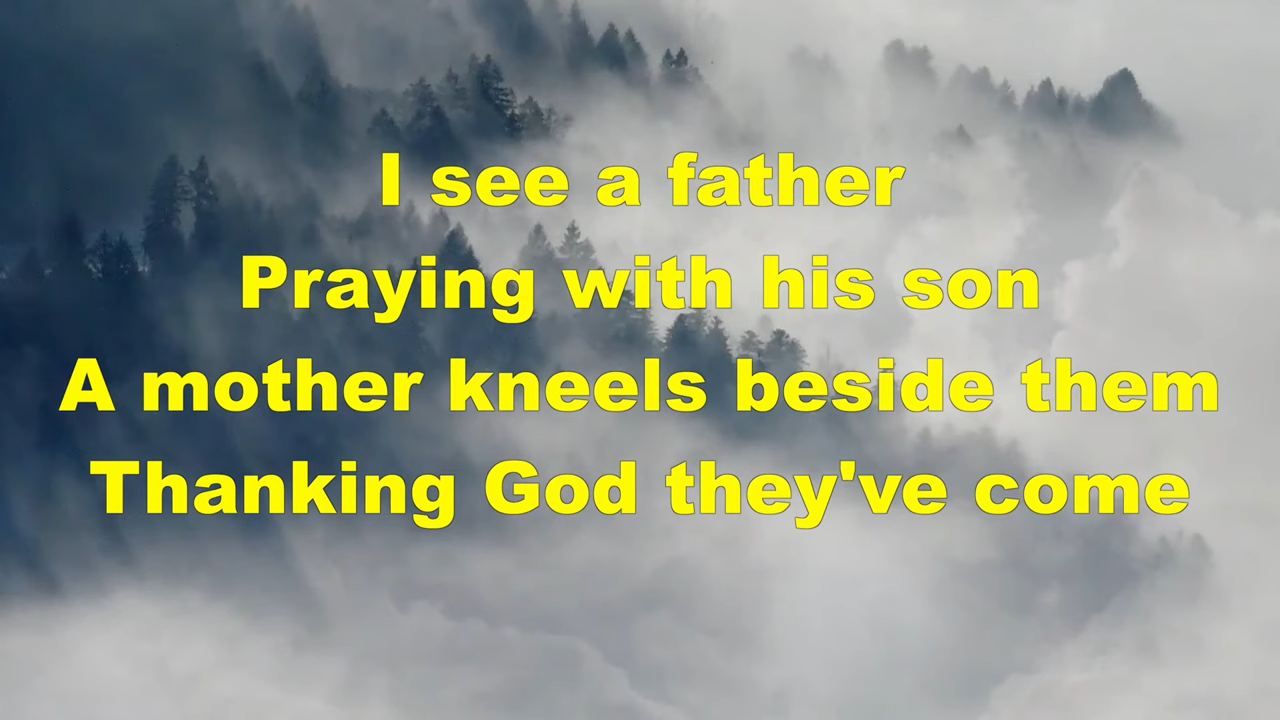 I see a father
Praying with his son
A mother kneels beside them
Thanking God they've come